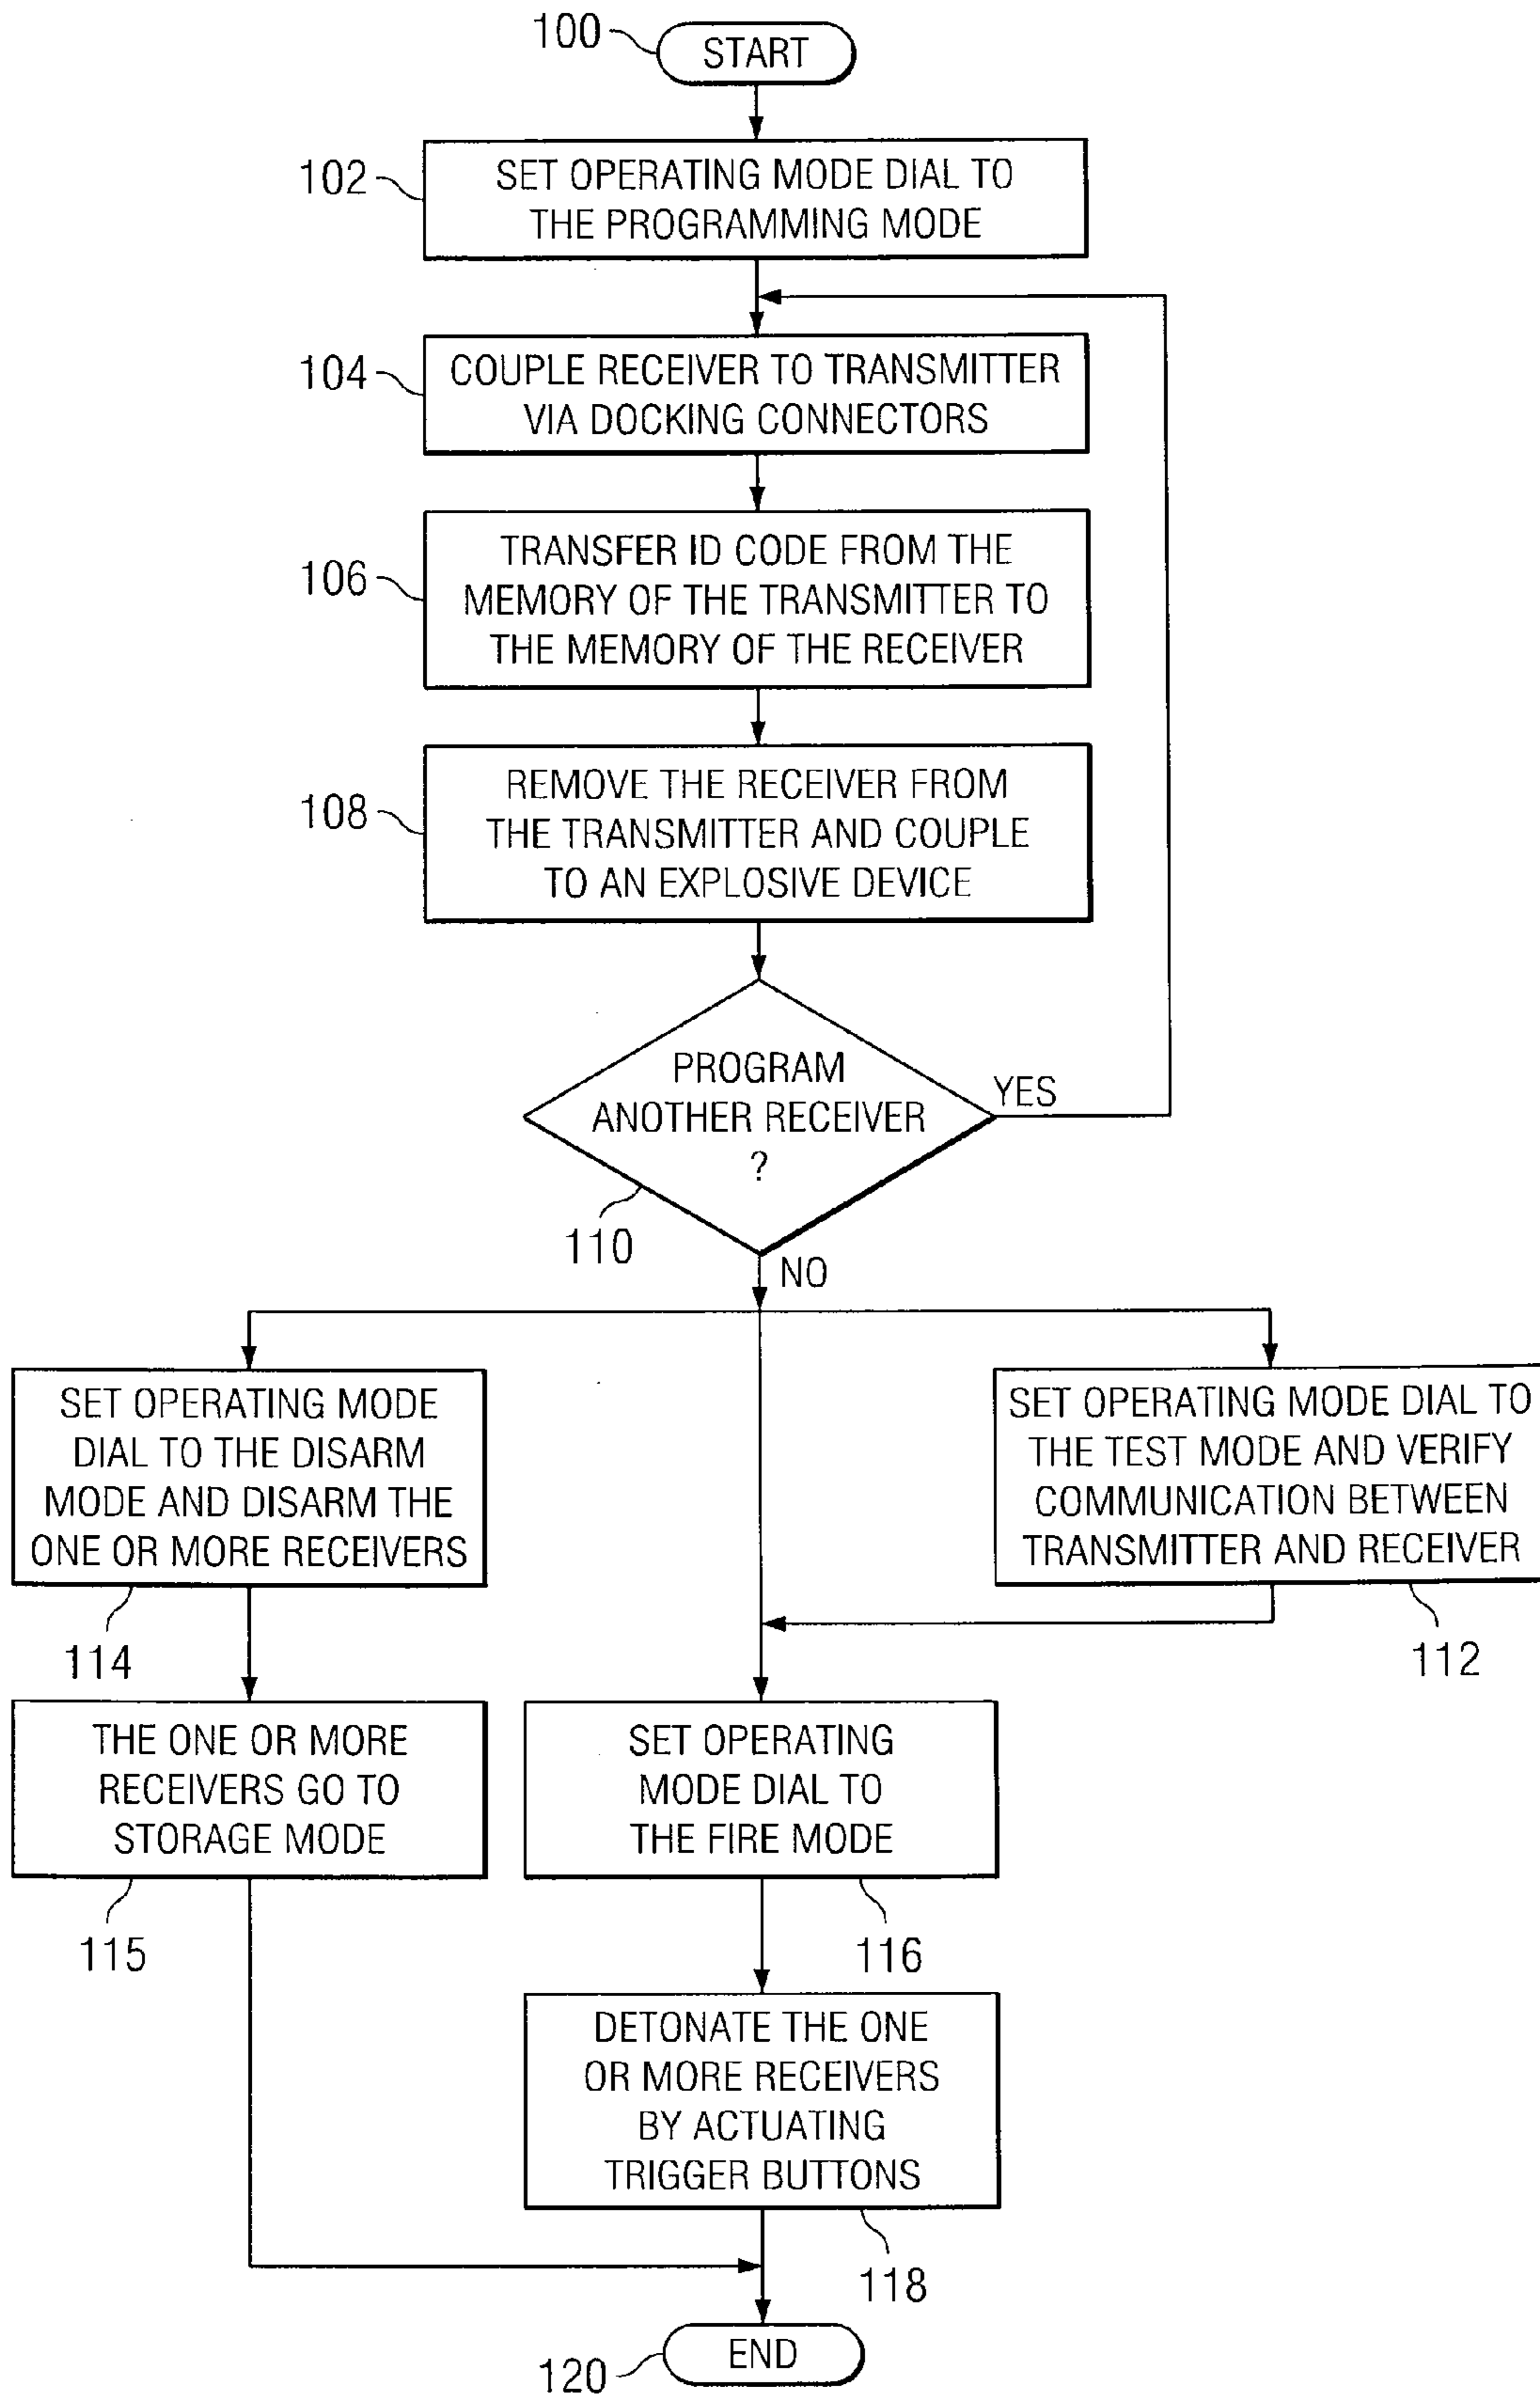 100
START
102
SET OPERATING MODE DIAL TO
THE PROGRAMMING MODE
104
COUPLE RECEIVER TO TRANSMITTER
VIA DOCKING CONNECTORS
106
TRANSFER ID CODE FROM THE
MEMORY OF THE TRANSMITTER TO
THE MEMORY OF THE RECEIVER
108
REMOVE THE RECEIVER FROM
THE TRANSMITTER AND COUPLE
TO AN EXPLOSIVE DEVICE
PROGRAM
ANOTHER RECEIVER
?
YES
110
NO
SET OPERATING MODE
DIAL TO THE DISARM
MODE AND DISARM THE
ONE OR MORE RECEIVERS
114
SET OPERATING MODE DIAL TO
THE TEST MODE AND VERIFY
COMMUNICATION BETWEEN
TRANSMITTER AND RECEIVER
112
THE ONE OR MORE
RECEIVERS GO TO
STORAGE MODE
115
SET OPERATING
MODE DIAL TO
THE FIRE MODE
116
DETONATE THE ONE
OR MORE RECEIVERS
BY ACTUATING
TRIGGER BUTTONS
118
END
120